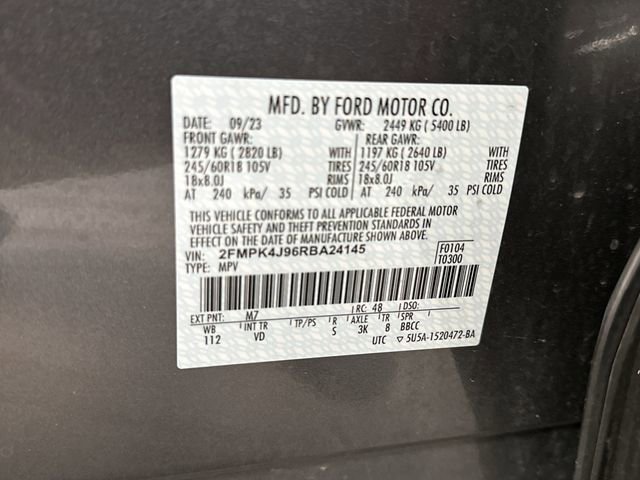 MFD. BY FORD MOTOR CO.
DATE: 09/23 GVWR: 2449 KG ( 5400 LB)
FRONT GAWR: REAR GAWR:
1279 KG ( 2820 LB) WITH 1197 KG ( 2640 LB) WITH
245/60R18 105V TIRES 245/60R18 105V TIRES
18x8.0J RIMS 18x8.0J RIMS
AT 240 kPa/ 35 PSI COLD AT 240 kPa/ 35 PSI COLD
THIS VEHICLE CONFORMS TO ALL APPLICABLE FEDERAL MOTOR
VEHICLE SAFETY AND THEFT PREVENTION STANDARDS
IN EFFECT ON THE DATE OF MANUFACTURE SHOWN ABOVE.
VIN: 2FMPK4J96RBA24145 F0104
TYPE: MPV T0300
EXT PNT: M7 RC: 48 DSO:
WB INT TR TP/PS R AXLE TR SPR
112 VD S 3K 8 BBCC
UTC ▽ 5U5A-1520472-BA